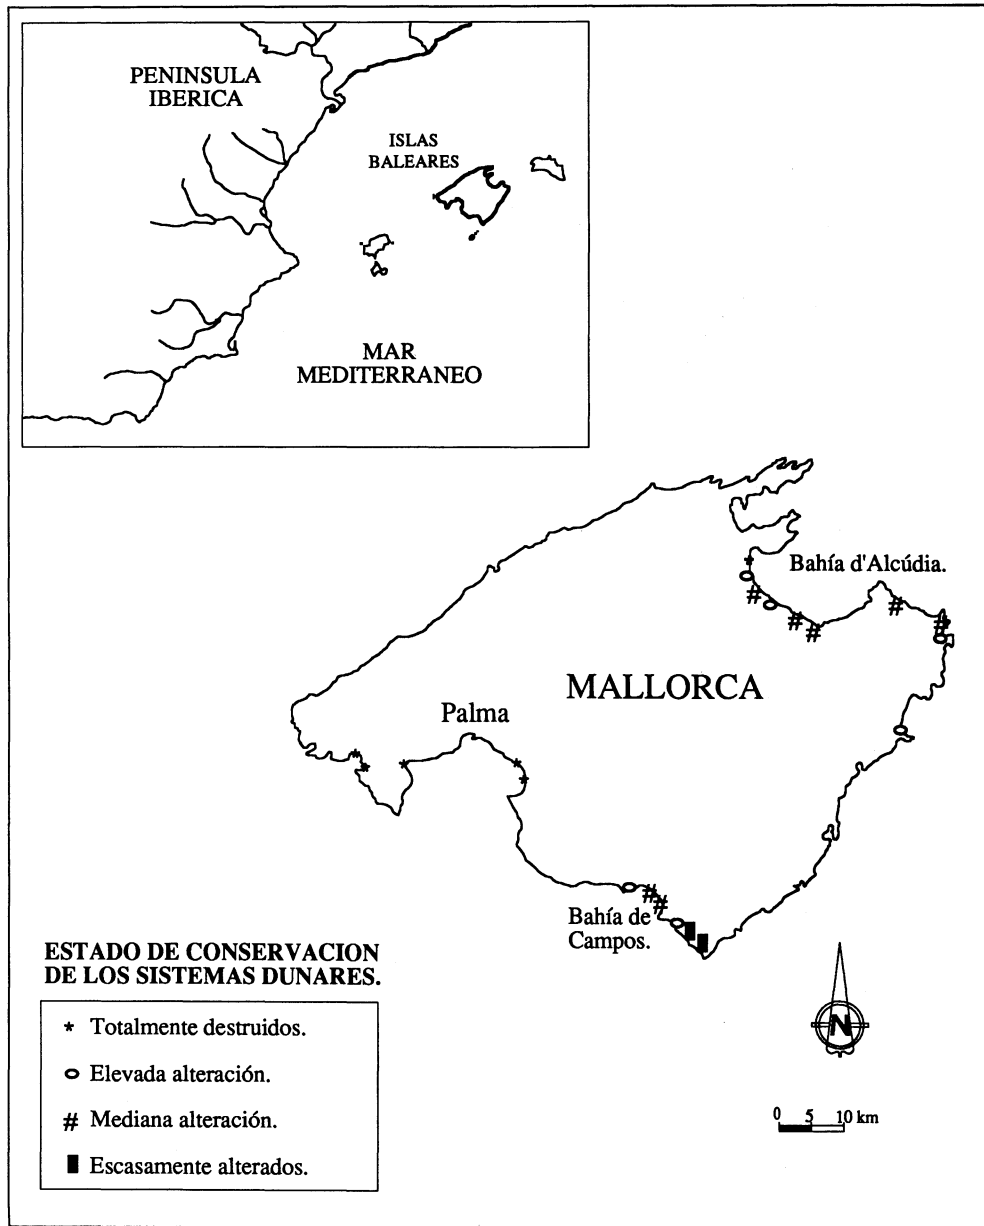 PENINSULA
IBERICA
ISLAS
BALEARES
MAR
MEDITERRANEO
Bahía d'Alcúdia.
MALLORCA
Palma
Bahía de
Campos.
ESTADO DE CONSERVACION
DE LOS SISTEMAS DUNARES.
* Totalmente destruidos.
Elevada alteración.
# Mediana alteración.
Escasamente alterados.
N
0 5 10 km